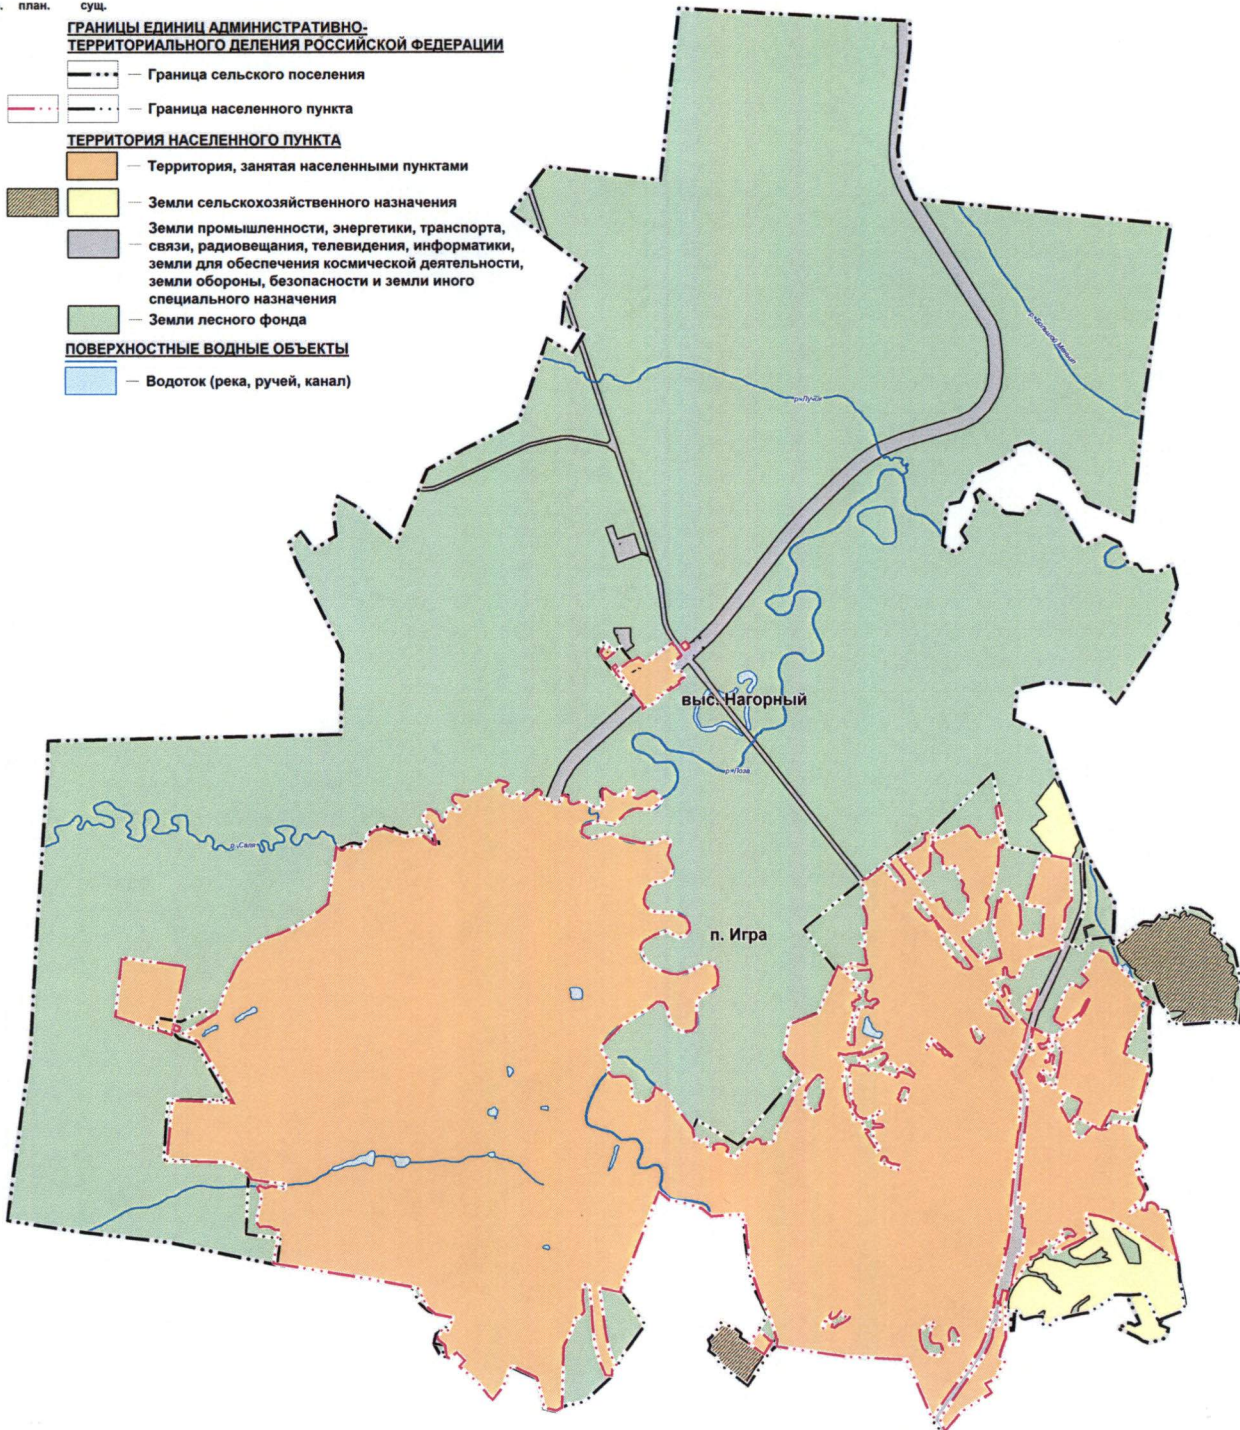 план. сущ.
ГРАНИЦЫ ЕДИНИЦ АДМИНИСТРАТИВНО-
ТЕРРИТОРИАЛЬНОГО ДЕЛЕНИЯ РОССИЙСКОЙ ФЕДЕРАЦИИ
— Граница сельского поселения
— Граница населенного пункта
ТЕРРИТОРИЯ НАСЕЛЕННОГО ПУНКТА
— Территория, занятая населенными пунктами
— Земли сельскохозяйственного назначения
— Земли промышленности, энергетики, транспорта,
связи, радиовещания, телевидения, информатики,
земли для обеспечения космической деятельности,
земли обороны, безопасности и земли иного
специального назначения
— Земли лесного фонда
ПОВЕРХНОСТНЫЕ ВОДНЫЕ ОБЪЕКТЫ
— Водоток (река, ручей, канал)
выс. Нагорный
р.Лоза
п. Игра